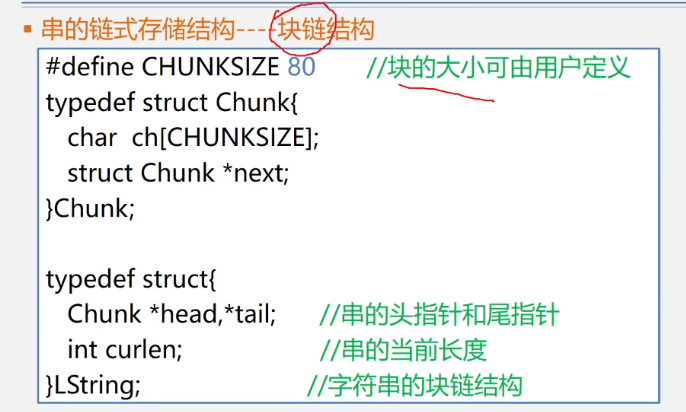 ▪ 串的链式存储结构----块链结构
#define CHUNKSIZE 80 //块的大小可由用户定义
typedef struct Chunk{
char ch[CHUNKSIZE];
struct Chunk *next;
}Chunk;
typedef struct{
Chunk *head,*tail; //串的头指针和尾指针
int curlen; //串的当前长度
}LString; //字符串的块链结构